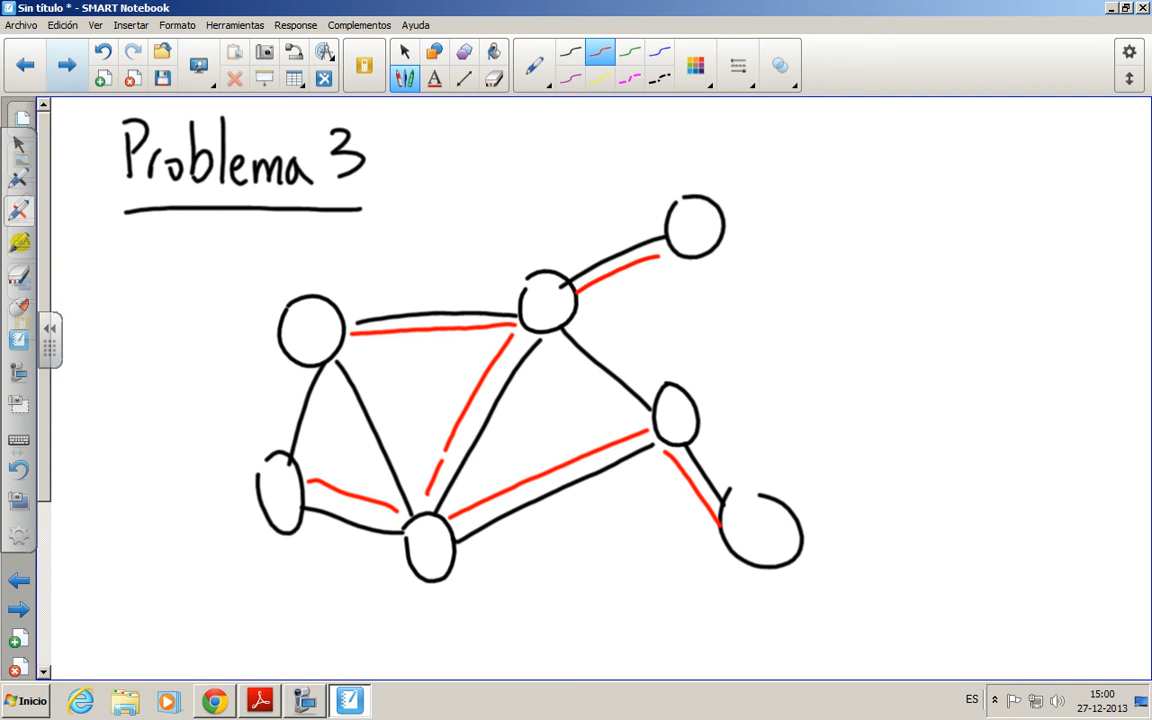 Sin título * - SMART Notebook
Archivo Edición Ver Insertar Formato Herramientas Response Complementos Ayuda
Problema 3
Inicio
ES
15:00
27-12-2013